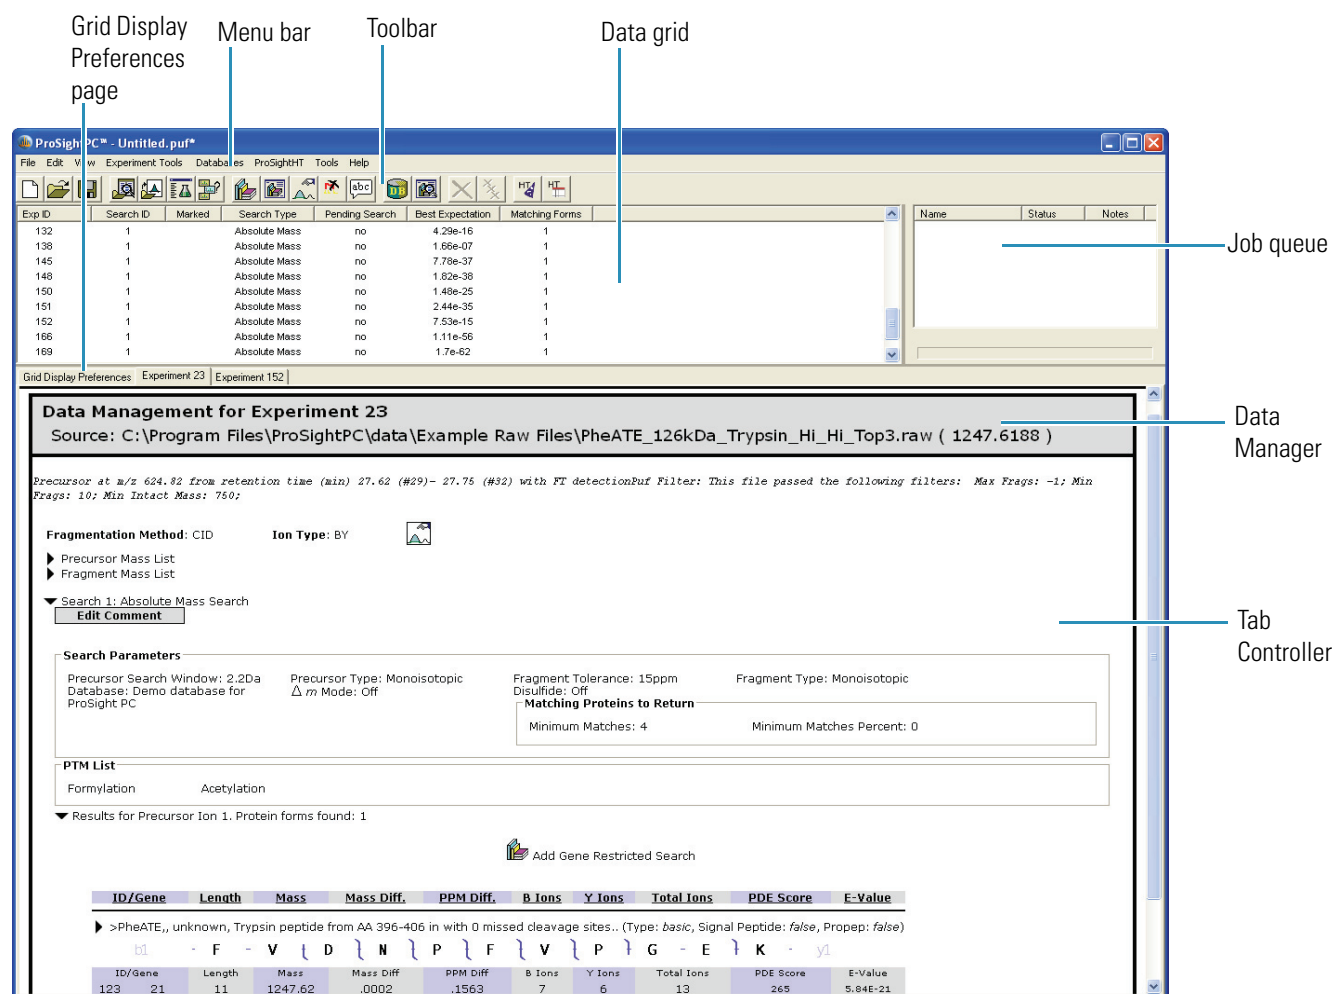 Grid Display Preferences page
Menu bar
Toolbar
Data grid
ProSightPC™ - Untitled.puf*
File Edit View Experiment Tools Databases ProSightHT Tools Help
abc DB HT HT
Exp ID Search ID Marked Search Type Pending Search Best Expectation Matching Forms
132 1 Absolute Mass no 4.29e-16 1
138 1 Absolute Mass no 1.66e-07 1
145 1 Absolute Mass no 7.78e-37 1
148 1 Absolute Mass no 1.82e-38 1
150 1 Absolute Mass no 1.48e-25 1
151 1 Absolute Mass no 2.44e-35 1
152 1 Absolute Mass no 7.53e-15 1
166 1 Absolute Mass no 1.11e-56 1
169 1 Absolute Mass no 1.7e-62 1
Name Status Notes
Job queue
Grid Display Preferences Experiment 23 Experiment 152
Data Management for Experiment 23
Source: C:\Program Files\ProSightPC\data\Example Raw Files\PheATE_126kDa_Trypsin_Hi_Hi_Top3.raw ( 1247.6188 )
Data Manager
Precursor at m/z 624.82 from retention time (min) 27.62 (#29)- 27.75 (#32) with FT detectionPuf Filter: This file passed the following filters: Max Frags: -1; Min
Frags: 10; Min Intact Mass: 750;
Fragmentation Method: CID Ion Type: BY
Precursor Mass List
Fragment Mass List
Search 1: Absolute Mass Search
Edit Comment
Tab Controller
Search Parameters
Precursor Search Window: 2.2Da Precursor Type: Monoisotopic Fragment Tolerance: 15ppm Fragment Type: Monoisotopic
Database: Demo database for ProSight PC Δ m Mode: Off Disulfide: Off
Matching Proteins to Return
Minimum Matches: 4 Minimum Matches Percent: 0
PTM List
Formylation Acetylation
Results for Precursor Ion 1. Protein forms found: 1
Add Gene Restricted Search
ID/Gene Length Mass Mass Diff. PPM Diff. B Ions Y Ions Total Ions PDE Score E-Value
>PheATE,, unknown, Trypsin peptide from AA 396-406 in with 0 missed cleavage sites.. (Type: basic, Signal Peptide: false, Propep: false)
b1 - F - V D N P F V P G - E K - y1
ID/Gene Length Mass Mass Diff PPM Diff B Ions Y Ions Total Ions PDE Score E-Value
123 21 11 1247.62 .0002 .1563 7 6 13 265 5.84E-21